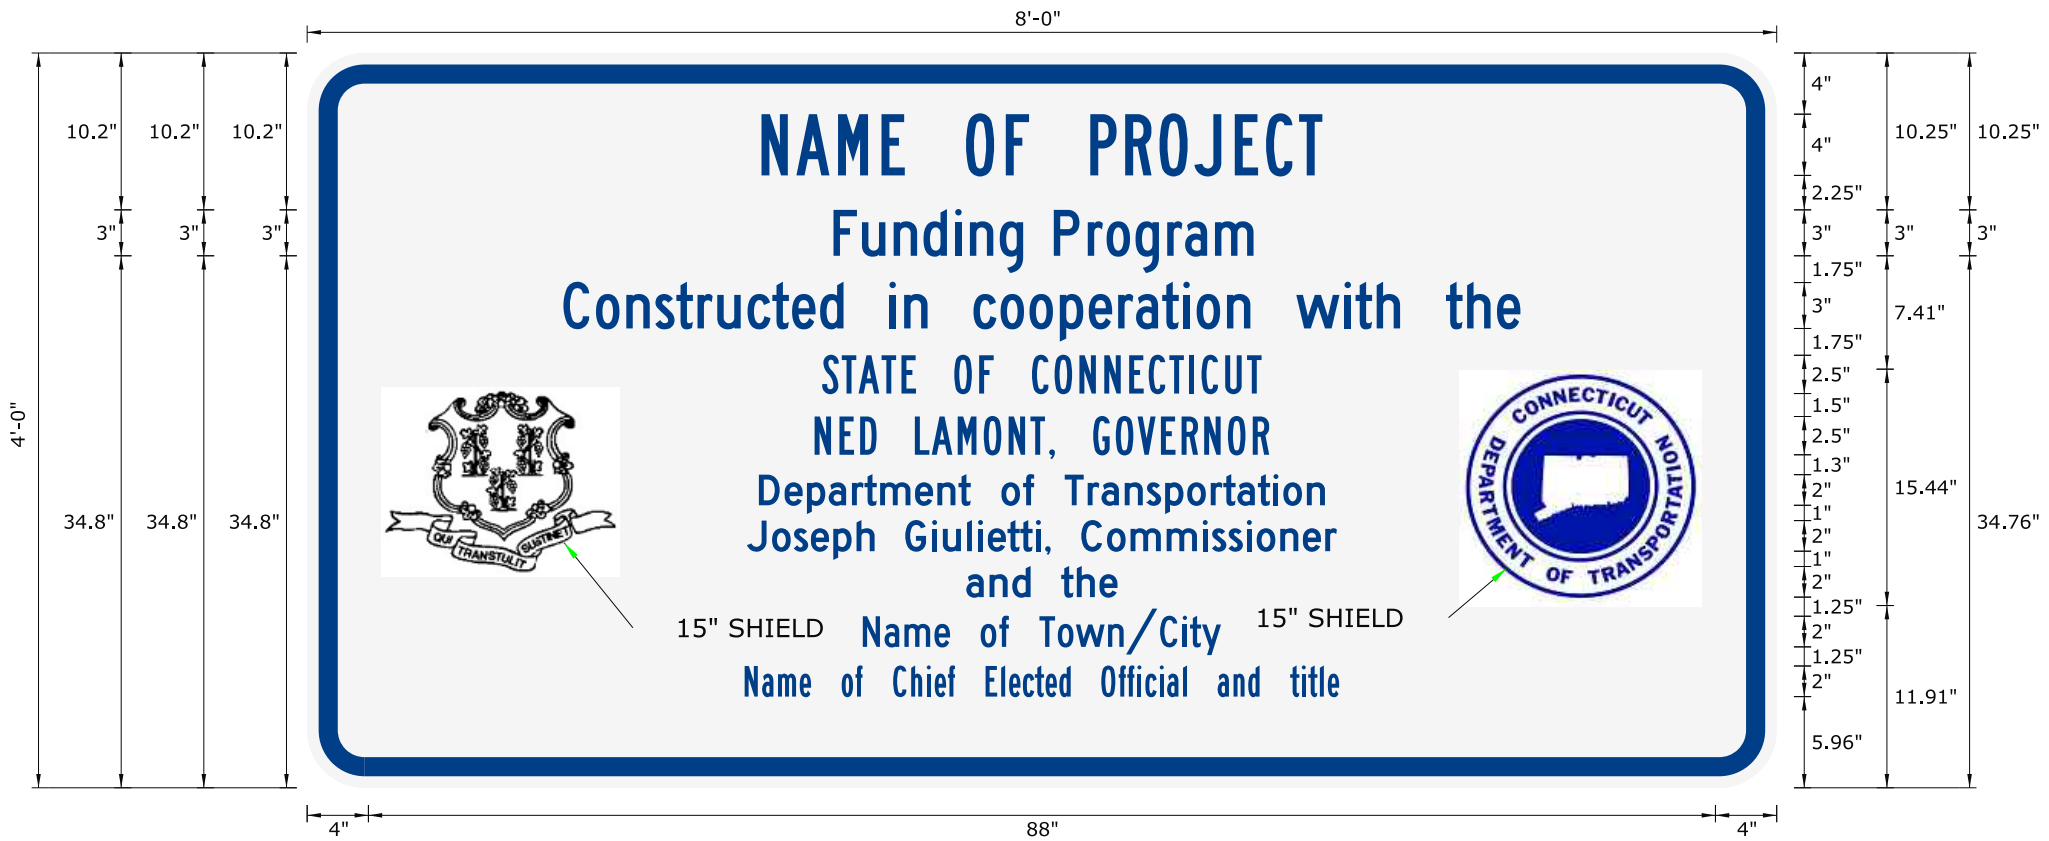 8'-0"
NAME OF PROJECT
Funding Program
Constructed in cooperation with the
STATE OF CONNECTICUT
NED LAMONT, GOVERNOR
Department of Transportation
Joseph Giulietti, Commissioner
and the
Name of Town/City
Name of Chief Elected Official and title
QUI TRANSTULIT SUSTINET
15" SHIELD
CONNECTICUT
DEPARTMENT OF TRANSPORTATION
15" SHIELD
4'-0"
10.2" 10.2" 10.2"
3" 3" 3"
34.8" 34.8" 34.8"
4"
4"
2.25"
3"
1.75"
3"
1.75"
2.5"
1.5"
2.5"
1.3"
2"
1"
2"
1"
2"
1.25"
2"
1.25"
2"
5.96"
10.25"
3"
7.41"
15.44"
11.91"
10.25"
3"
34.76"
4" 88" 4"